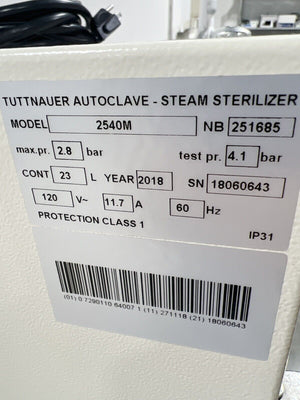 TUTTNAUER AUTOCLAVE - STEAM STERILIZER
MODEL 2540M NB 251685
max.pr. 2.8 bar test pr. 4.1 bar
CONT 23 L YEAR 2018 SN 18060643
120 V~ 11.7 A 60 Hz
PROTECTION CLASS 1 IP31
(01) 0 7290110 64007 1 (11) 271118 (21) 18060643